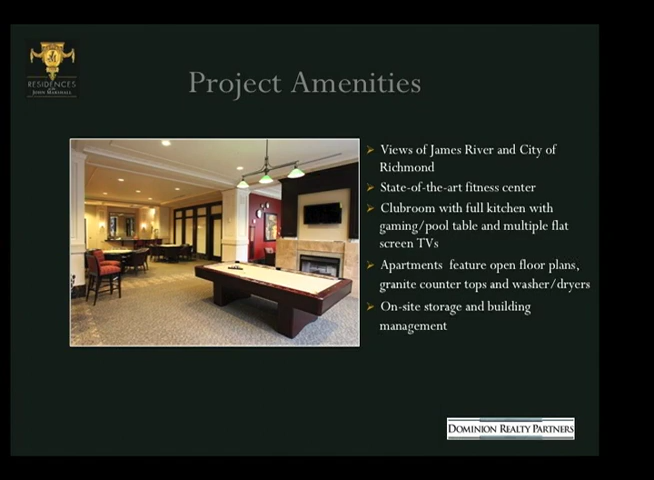 RESIDENCES
JOHN MARSHALL
Project Amenities
Views of James River and City of
Richmond
State-of-the-art fitness center
Clubroom with full kitchen with
gaming/pool table and multiple flat
screen TVs
Apartments feature open floor plans,
granite counter tops and washer/dryers
On-site storage and building
management
DOMINION REALTY PARTNERS